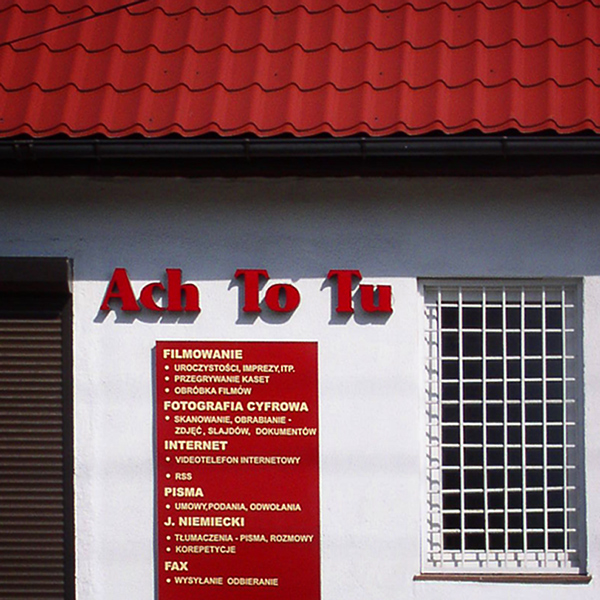 Ach To Tu
FILMOWANIE
• UROCZYSTOŚCI, IMPREZY, ITP.
• PRZEGRYWANIE KASET
• OBRÓBKA FILMÓW
FOTOGRAFIA CYFROWA
• SKANOWANIE, OBRABIANIE -
ZDJĘĆ, SLAJDÓW, DOKUMENTÓW
INTERNET
• VIDEOTELEFON INTERNETOWY
• RSS
PISMA
• UMOWY, PODANIA, ODWOŁANIA
J. NIEMIECKI
• TŁUMACZENIA - PISMA, ROZMOWY
• KOREPETYCJE
FAX
• WYSYŁANIE ODBIERANIE